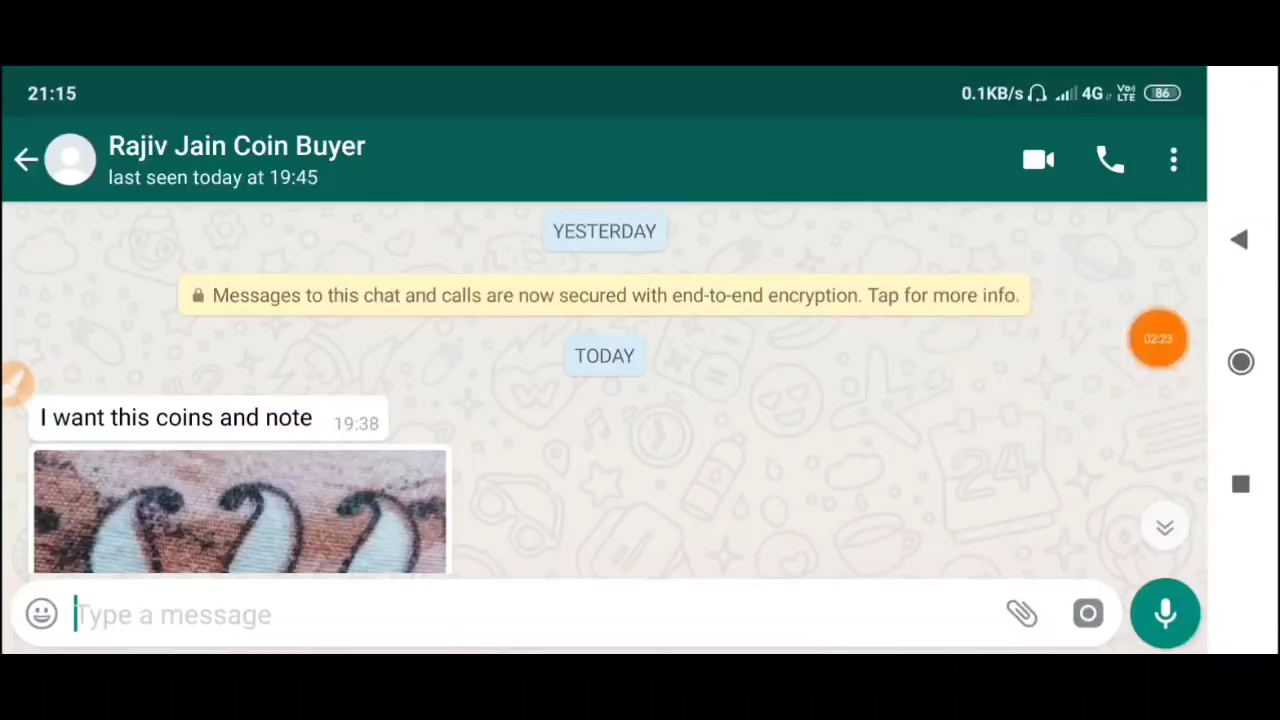 21:15
0.1KB/s 4G Vo) LTE 86
Rajiv Jain Coin Buyer
last seen today at 19:45
YESTERDAY
Messages to this chat and calls are now secured with end-to-end encryption. Tap for more info.
02:23
TODAY
I want this coins and note 19:38
Type a message